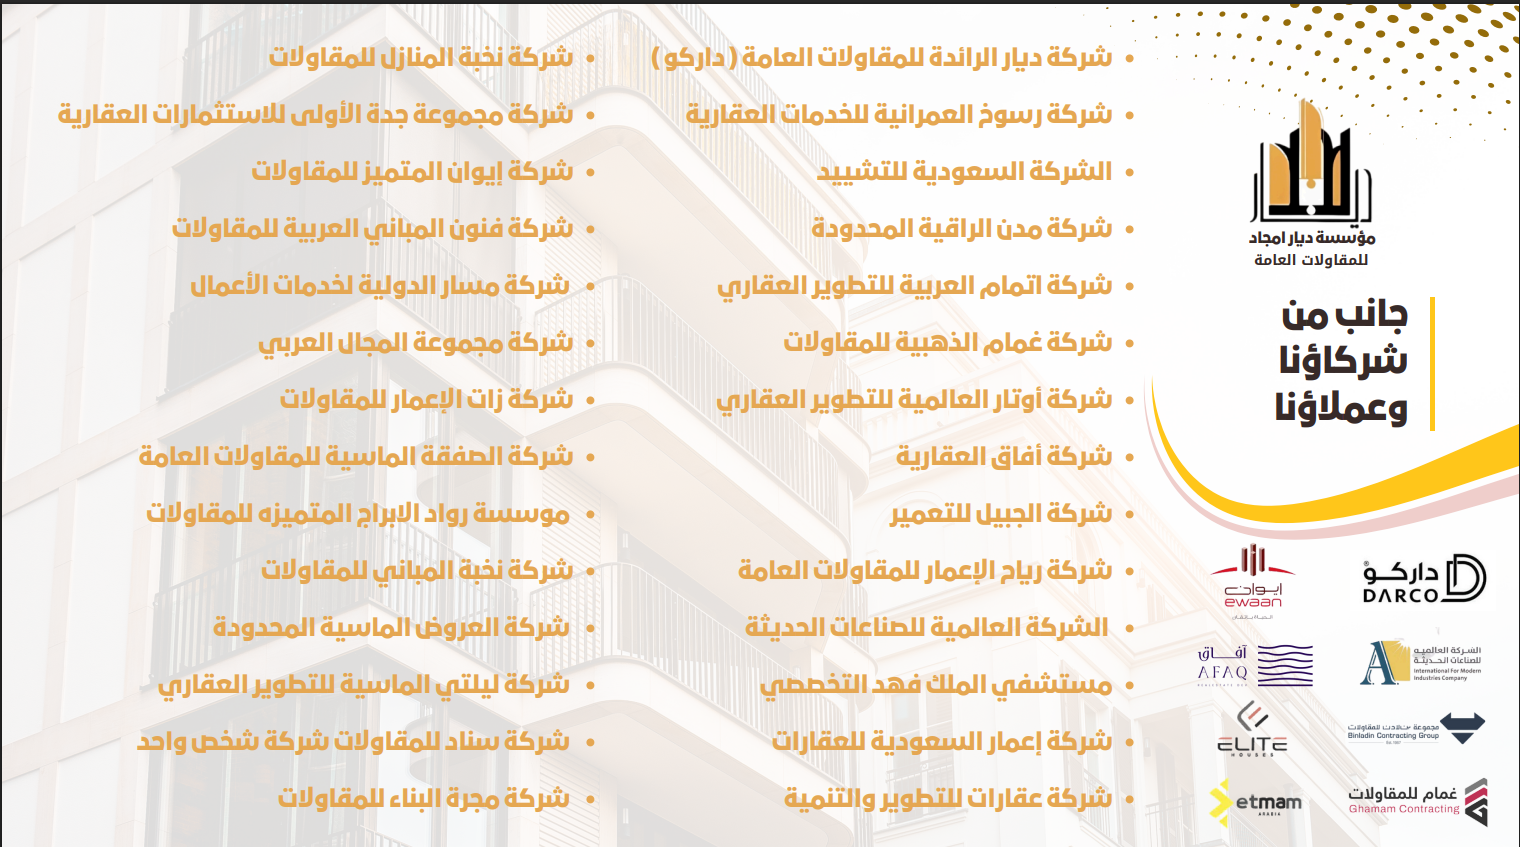 مؤسسة ديار امجاد
للمقاولات العامة
جانب من
شركاؤنا
وعملاؤنا
• شركة ديار الرائدة للمقاولات العامة ( داركو )
• شركة رسوخ العمرانية للخدمات العقارية
• الشركة السعودية للتشييد
• شركة مدن الراقية المحدودة
• شركة اتمام العربية للتطوير العقاري
• شركة غمام الذهبية للمقاولات
• شركة أوتار العالمية للتطوير العقاري
• شركة أفاق العقارية
• شركة الجبيل للتعمير
• شركة رياح الإعمار للمقاولات العامة
• الشركة العالمية للصناعات الحديثة
• مستشفي الملك فهد التخصصي
• شركة إعمار السعودية للعقارات
• شركة عقارات للتطوير والتنمية
• شركة نخبة المنازل للمقاولات
• شركة مجموعة جدة الأولى للاستثمارات العقارية
• شركة إيوان المتميز للمقاولات
• شركة فنون المباني العربية للمقاولات
• شركة مسار الدولية لخدمات الأعمال
• شركة مجموعة المجال العربي
• شركة زات الإعمار للمقاولات
• شركة الصفقة الماسية للمقاولات العامة
• موسسة رواد الابراج المتميزه للمقاولات
• شركة نخبة المباني للمقاولات
• شركة العروض الماسية المحدودة
• شركة ليلتي الماسية للتطوير العقاري
• شركة سناد للمقاولات شركة شخص واحد
• شركة مجرة البناء للمقاولات
داركو
DARCO
ايوان
ewaan
الشركة العالميه
للصناعات الحديثة
International For Modern
Industries Company
آفاق
AFAQ
Binladin Contracting Group
ELITE
HOUSES
غمام للمقاولات
Ghamam Contracting
etmam
ARABIA